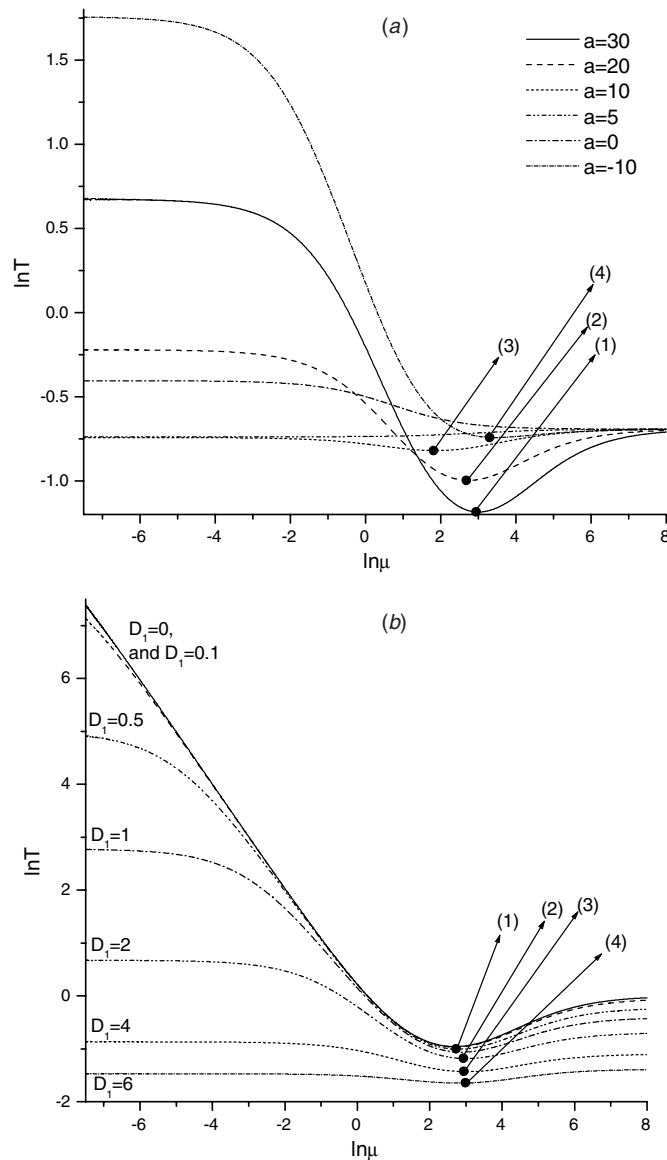 (a)
a=30
a=20
a=10
a=5
a=0
a=-10
1.5
1.0
0.5
0.0
-0.5
-1.0
lnT
(4)
(2)
(3)
(1)
-6 -4 -2 0 2 4 6 8
lnμ
(b)
D1=0,
and D1=0.1
D1=0.5
D1=1
D1=2
D1=4
D1=6
6
4
2
0
-2
lnT
(1)
(2)
(3)
(4)
-6 -4 -2 0 2 4 6 8
lnμ